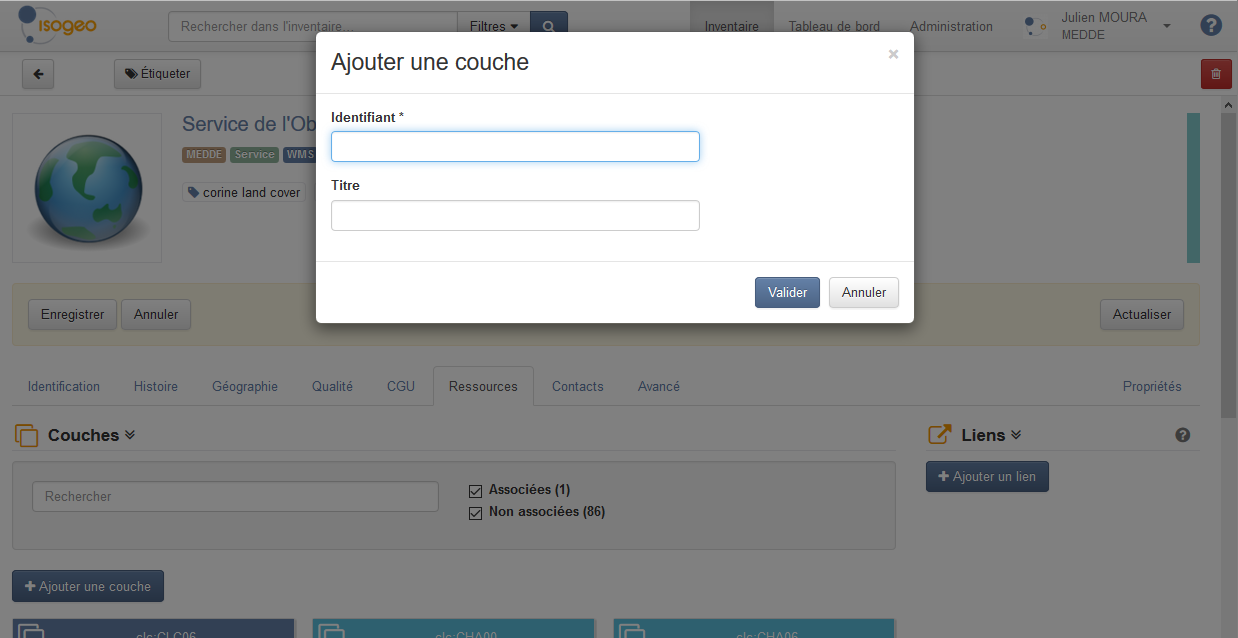 isogeo
Rechercher dans l'inventaire...
Filtres
Inventaire
Tableau de bord
Administration
Julien MOURA
MEDDE
?
Étiqueter
Ajouter une couche
×
Identifiant *
Titre
Valider
Annuler
Service de l'Ob
MEDDE Service WMS
corine land cover
Enregistrer
Annuler
Actualiser
Identification
Histoire
Géographie
Qualité
CGU
Ressources
Contacts
Avancé
Propriétés
Couches
Liens
?
Rechercher
Associées (1)
Non associées (86)
Ajouter un lien
Ajouter une couche
clc:CLC06
clc:CHA00
clc:CHA06